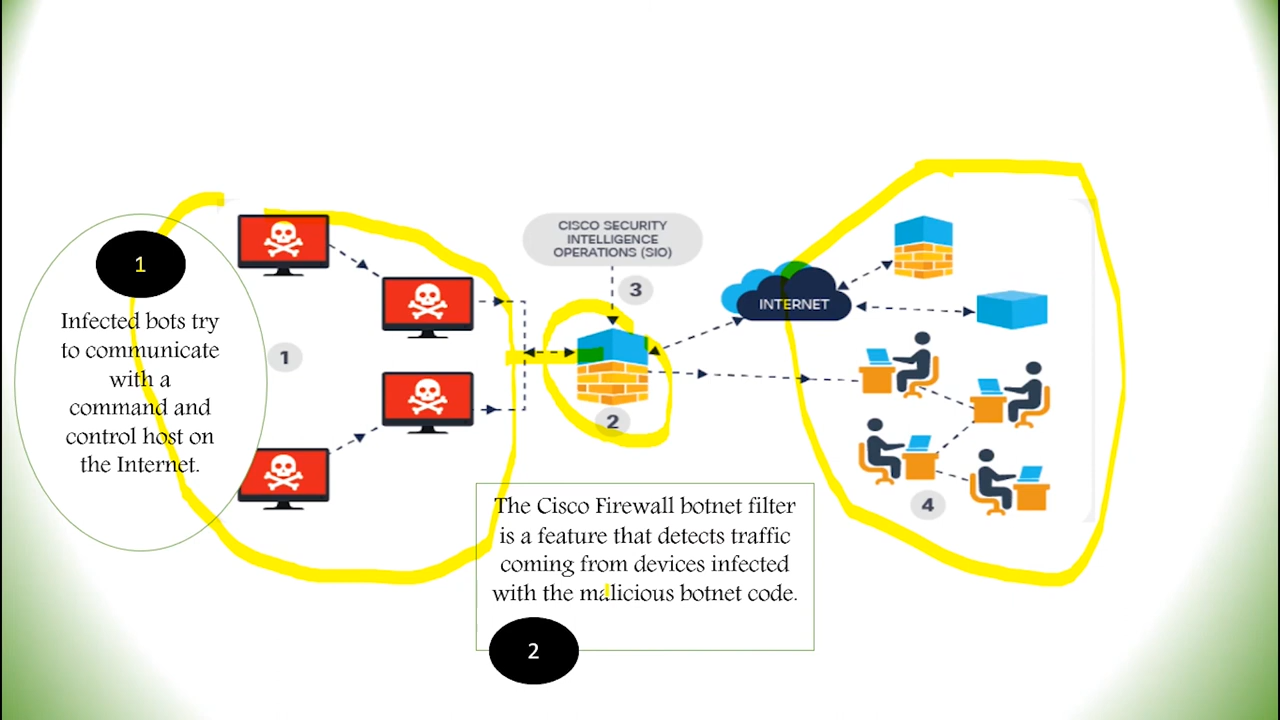 1
Infected bots try
to communicate
with a
command and
control host on
the Internet.
1
CISCO SECURITY
INTELLIGENCE
OPERATIONS (SIO)
3
2
INTERNET
4
The Cisco Firewall botnet filter
is a feature that detects traffic
coming from devices infected
with the malicious botnet code.
2